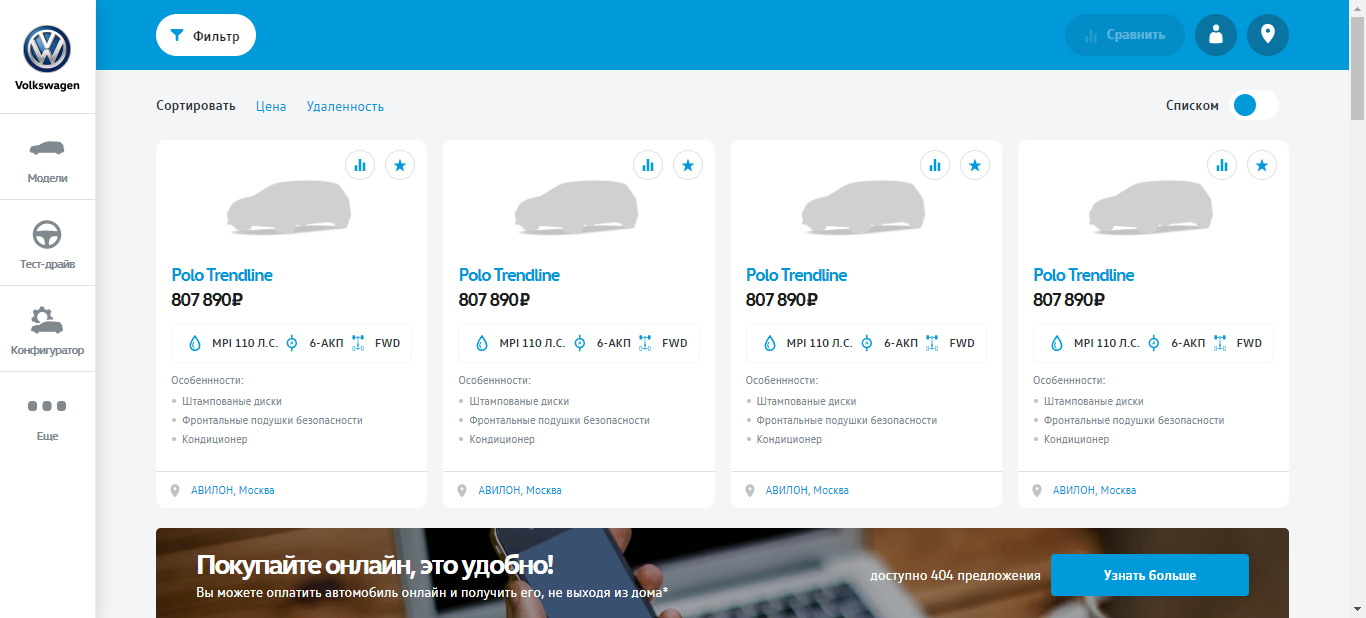 Фильтр
Сравнить
Volkswagen
Модели
Тест-драйв
Конфигуратор
Еще
Сортировать Цена Удаленность
Списком
Polo Trendline
807 890₽
MPI 110 Л.С. 6-АКП FWD
Особеннности:
Штампованые диски
Фронтальные подушки безопасности
Кондиционер
АВИЛОН, Москва
Polo Trendline
807 890₽
MPI 110 Л.С. 6-АКП FWD
Особеннности:
Штампованые диски
Фронтальные подушки безопасности
Кондиционер
АВИЛОН, Москва
Polo Trendline
807 890₽
MPI 110 Л.С. 6-АКП FWD
Особеннности:
Штампованые диски
Фронтальные подушки безопасности
Кондиционер
АВИЛОН, Москва
Polo Trendline
807 890₽
MPI 110 Л.С. 6-АКП FWD
Особеннности:
Штампованые диски
Фронтальные подушки безопасности
Кондиционер
АВИЛОН, Москва
Покупайте онлайн, это удобно!
Вы можете оплатить автомобиль онлайн и получить его, не выходя из дома*
доступно 404 предложения
Узнать больше